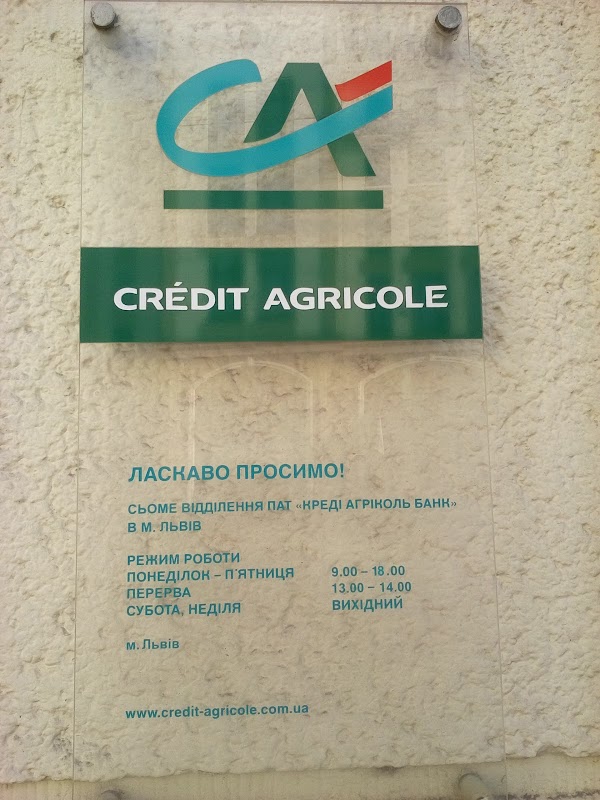 CA
CRÉDIT AGRICOLE
ЛАСКАВО ПРОСИМО!
СЬОМЕ ВІДДІЛЕННЯ ПАТ «КРЕДІ АГРІКОЛЬ БАНК»
В М. ЛЬВІВ
РЕЖИМ РОБОТИ
ПОНЕДІЛОК – П'ЯТНИЦЯ 9.00 – 18.00
ПЕРЕРВА 13.00 – 14.00
СУБОТА, НЕДІЛЯ ВИХІДНИЙ
м. Львів
www.credit-agricole.com.ua